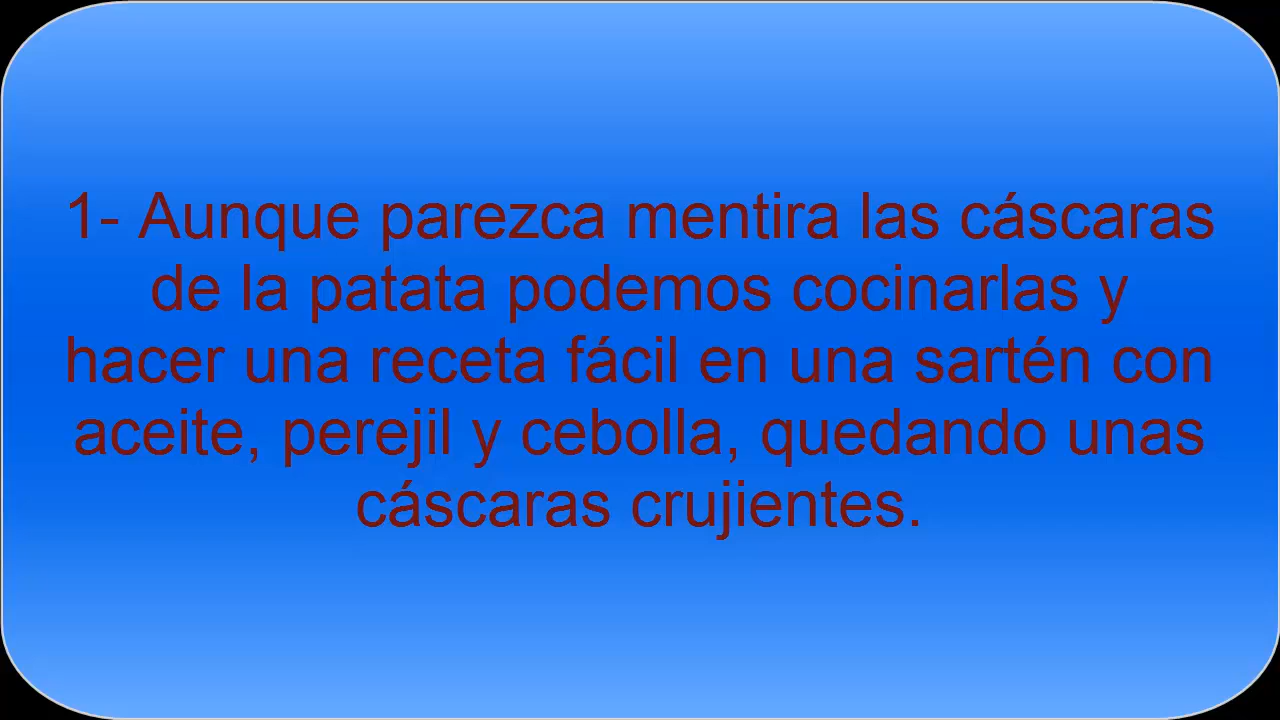 1- Aunque parezca mentira las cáscaras
de la patata podemos cocinarlas y
hacer una receta fácil en una sartén con
aceite, perejil y cebolla, quedando unas
cáscaras crujientes.